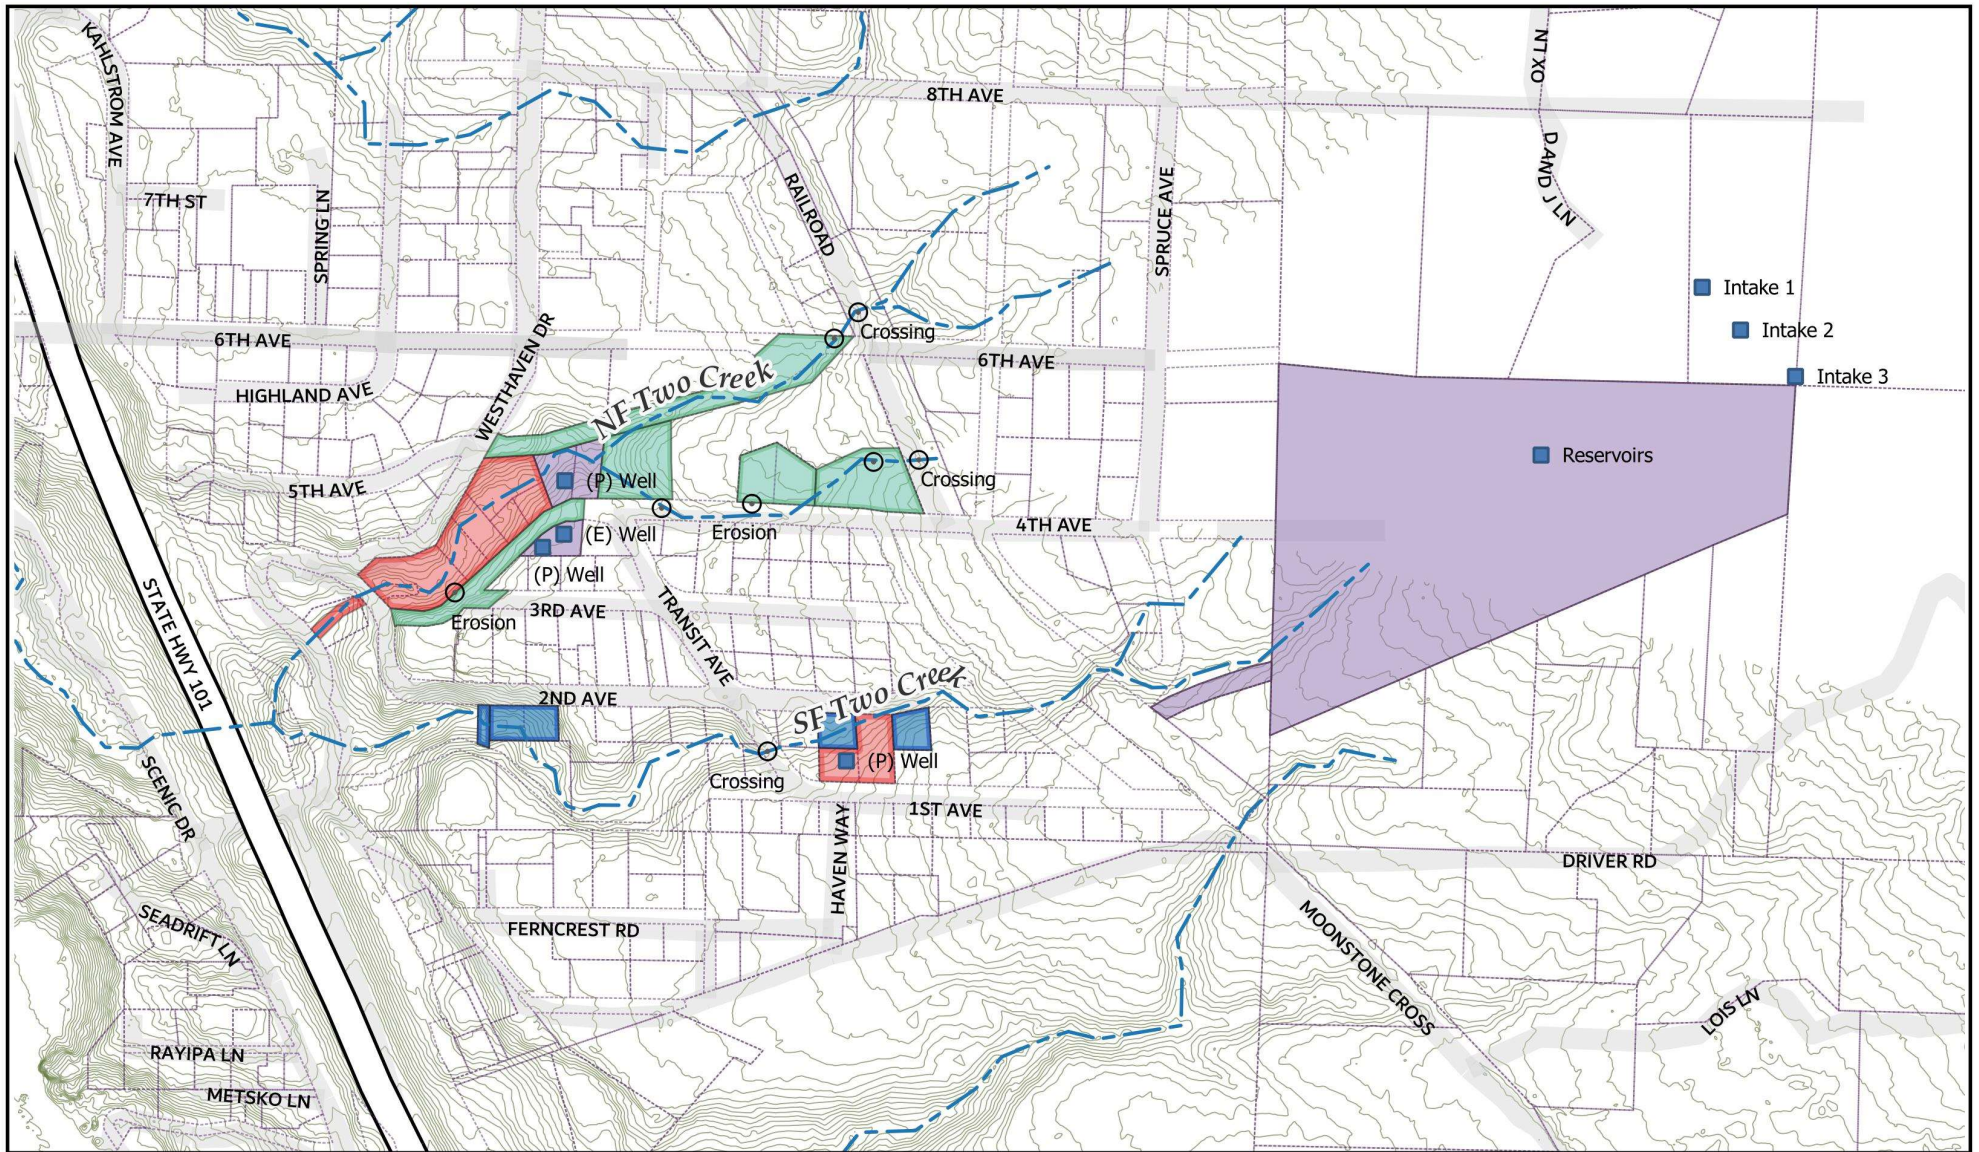 KAHLSTROM AVE
N I XO
8TH AVE
D AND J LN
7TH ST
SPRING LN
RAILROAD
SPRUCE AVE
Intake 1
Intake 2
Intake 3
6TH AVE
WESTHAVEN DR
Crossing
6TH AVE
HIGHLAND AVE
NF Two Creek
Reservoirs
5TH AVE
(P) Well
Crossing
(E) Well
Erosion
4TH AVE
(P) Well
STATE HWY 101
Erosion
3RD AVE
TRANSIT AVE
2ND AVE
SF Two Creek
SCENIC DR
Crossing
(P) Well
1ST AVE
HAVEN WAY
DRIVER RD
SEADRIFT LN
FERNCREST RD
MOONSTONE CROSS
LOIS LN
RAYIPA LN
METSKO LN